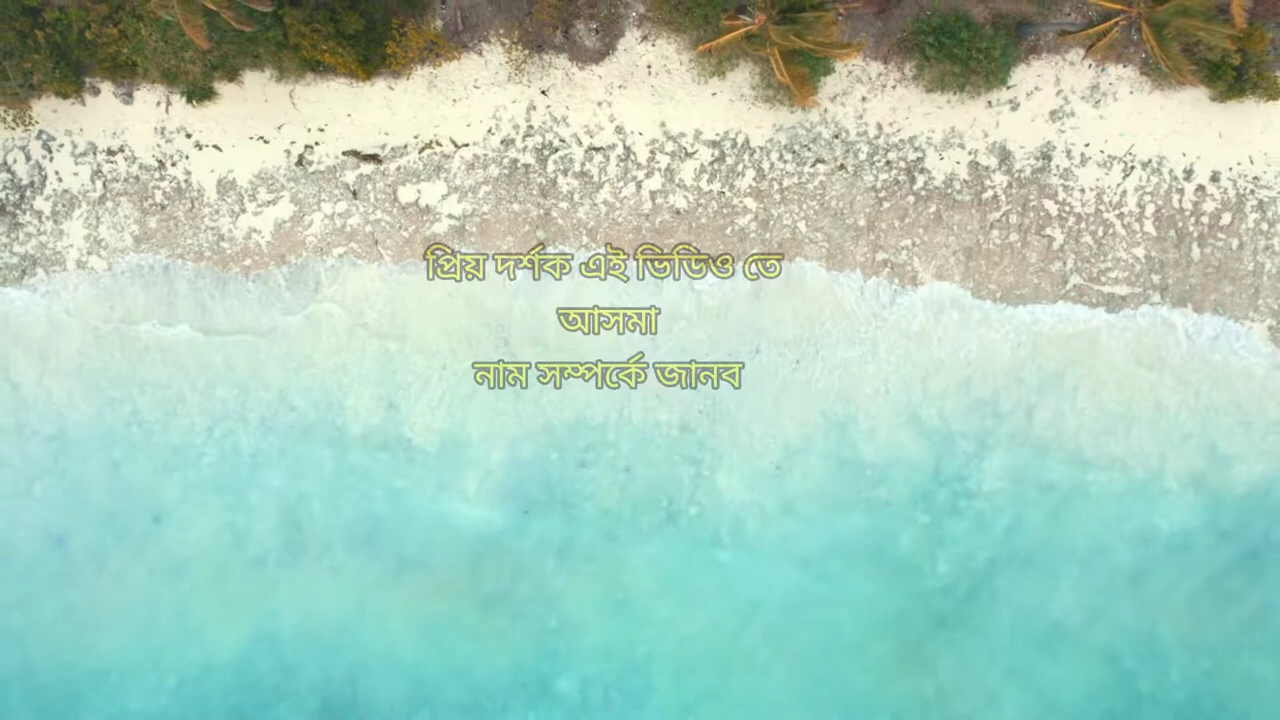 প্রিয় দর্শক এই ভিডিও তে
আসমা
নাম সম্পর্কে জানব